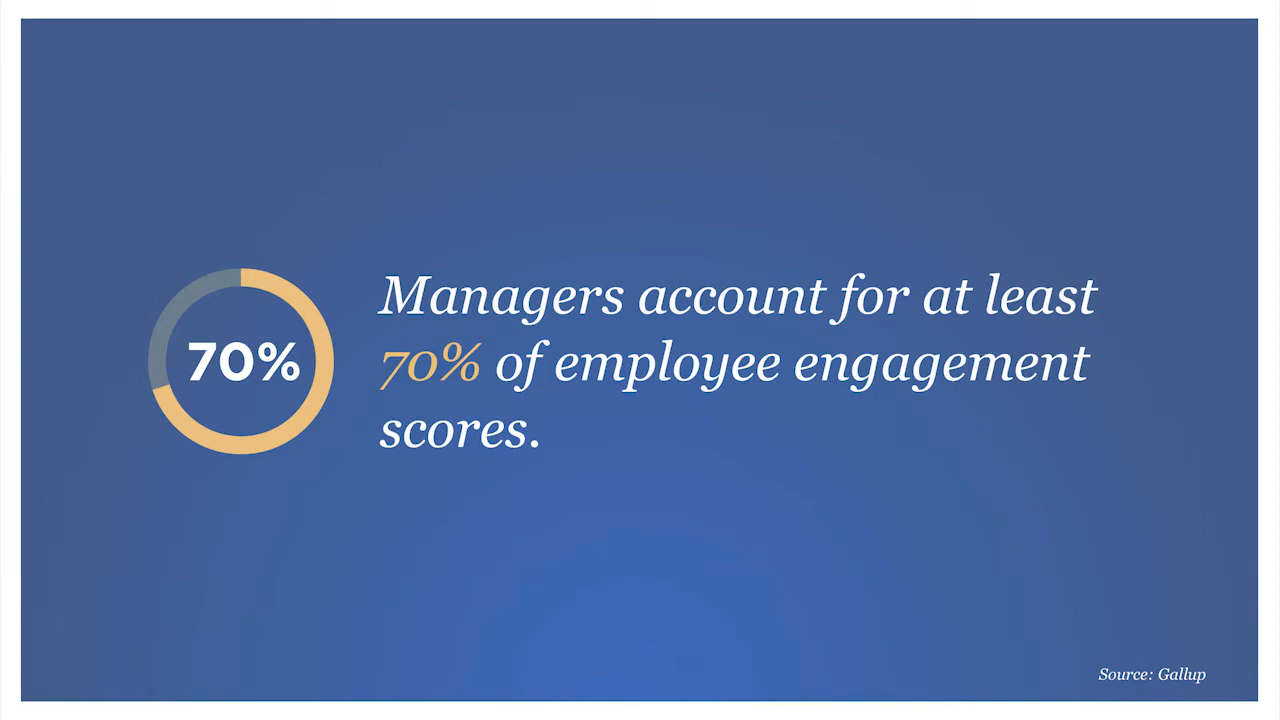 70%
Managers account for at least
70% of employee engagement
scores.
Source: Gallup